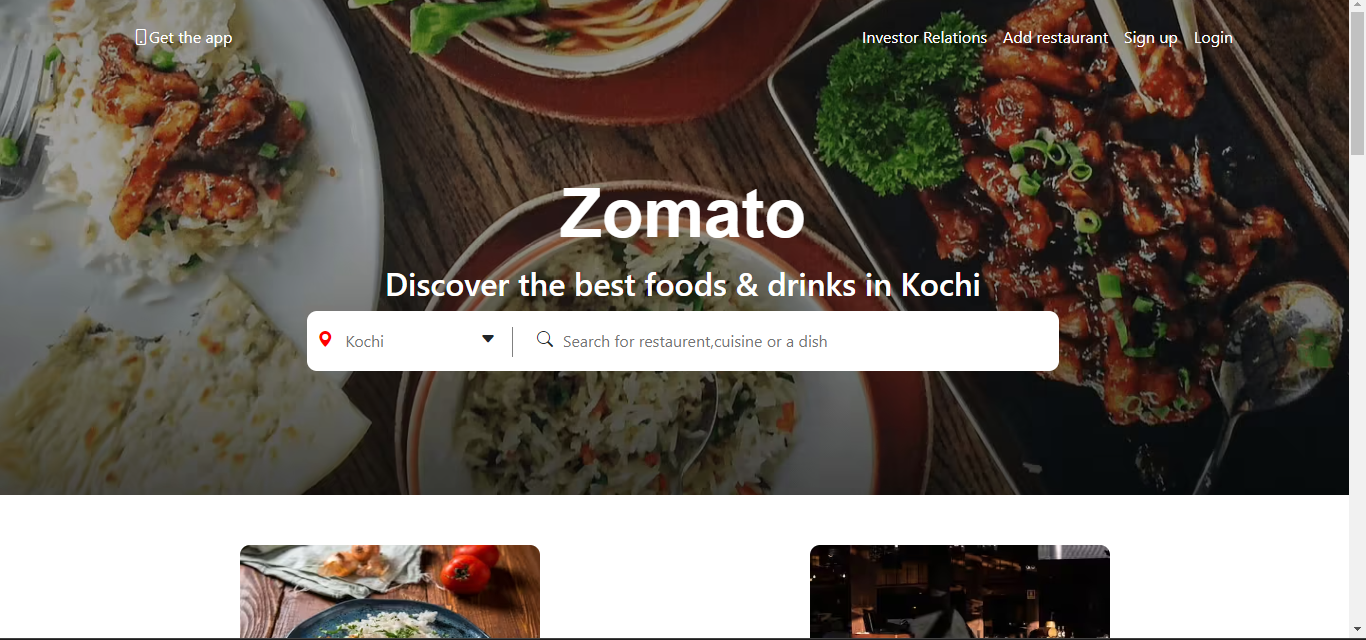 Get the app
Investor Relations Add restaurant Sign up Login
Zomato
Discover the best foods & drinks in Kochi
Kochi
Search for restaurent,cuisine or a dish